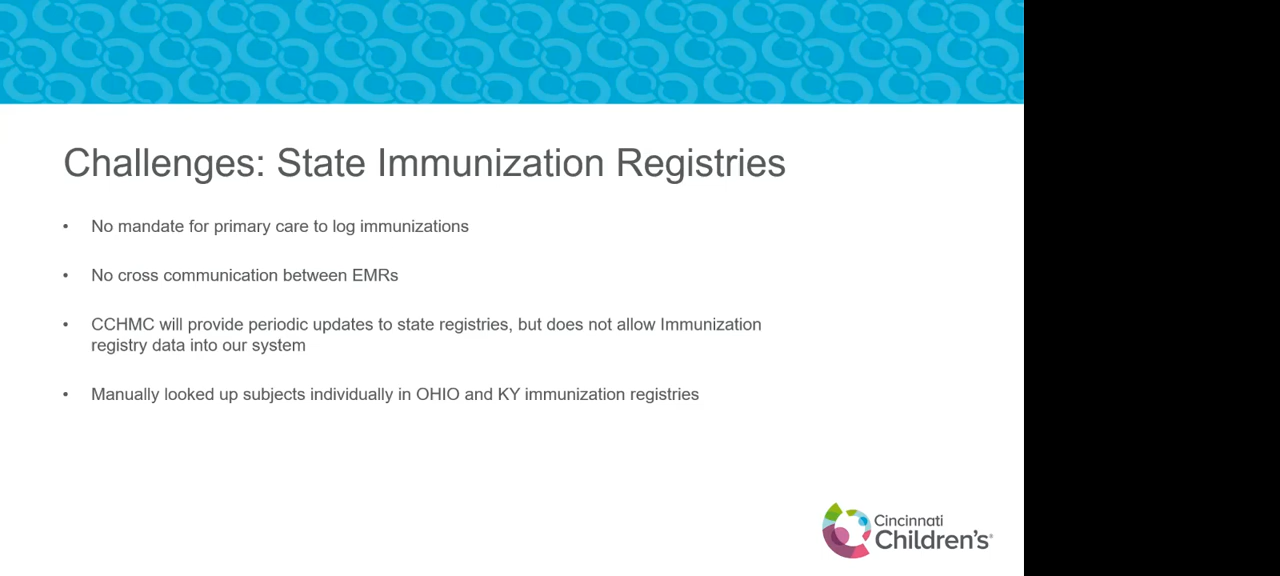 Challenges: State Immunization Registries
• No mandate for primary care to log immunizations
• No cross communication between EMRs
• CCHMC will provide periodic updates to state registries, but does not allow Immunization
registry data into our system
• Manually looked up subjects individually in OHIO and KY immunization registries
Cincinnati
Children's®